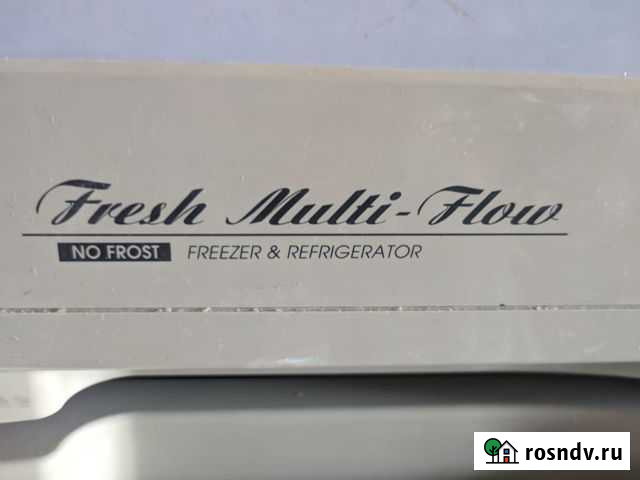 Fresh Multi-Flow
NO FROST FREEZER & REFRIGERATOR
rosndv.ru